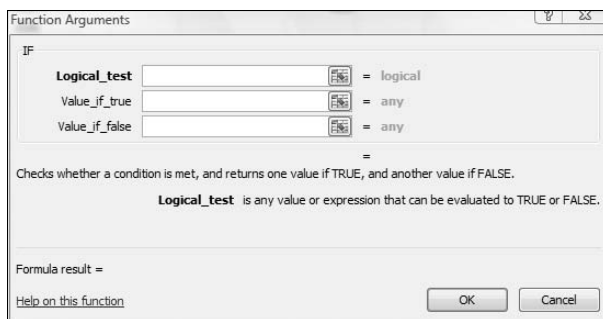 Function Arguments
IF
Logical_test = logical
Value_if_true = any
Value_if_false = any
=
Checks whether a condition is met, and returns one value if TRUE, and another value if FALSE.
Logical_test is any value or expression that can be evaluated to TRUE or FALSE.
Formula result =
Help on this function OK Cancel